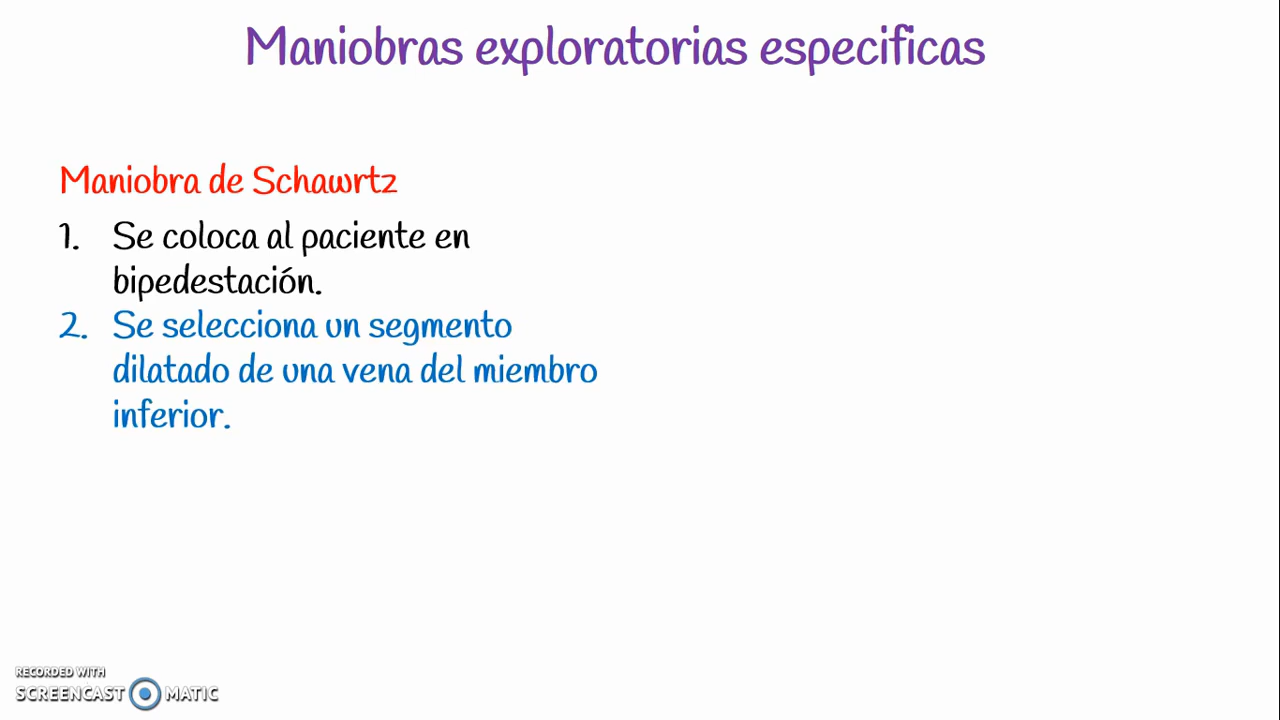 Maniobras exploratorias especificas
Maniobra de Schawrtz
1. Se coloca al paciente en
bipedestación.
2. Se selecciona un segmento
dilatado de una vena del miembro
inferior.
RECORDED WITH
SCREENCAST MATIC